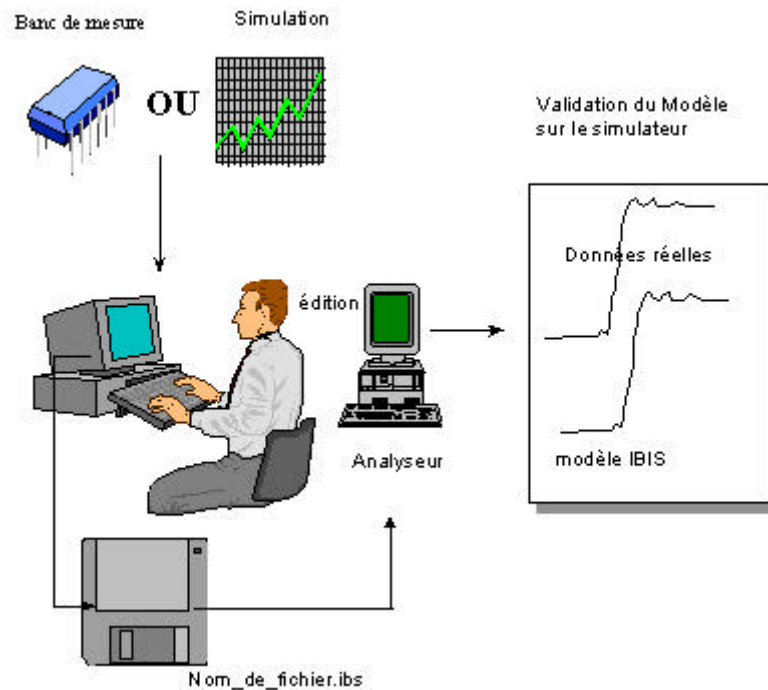 Banc de mesure
Simulation
OU
Validation du Modèle
sur le simulateur
Données réelles
édition
modèle IBIS
Analyseur
Nom_de_fichier.ibs